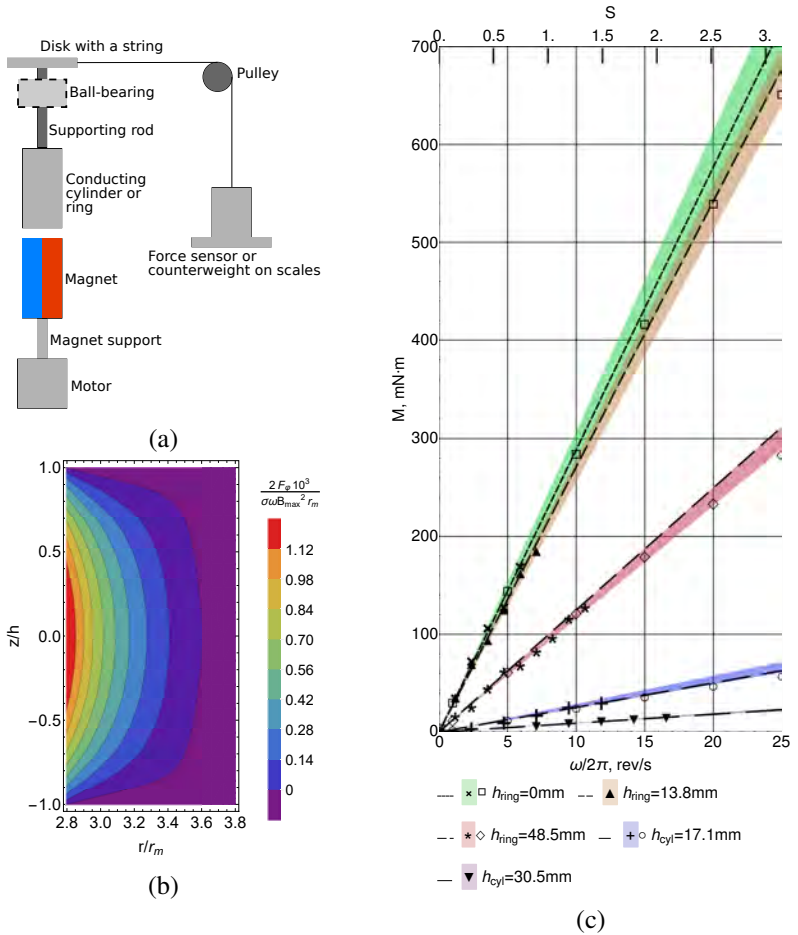 Disk with a string
Pulley
Ball-bearing
Supporting rod
Conducting
cylinder or
ring
Force sensor or
counterweight on scales
Magnet
Magnet support
Motor
(a)
1.0
0.5
0.0
−0.5
−1.0
z/h
2.8 3.0 3.2 3.4 3.6 3.8
r/r_m
2 F_φ 10^3
σωB_max^2 r_m
1.12
0.98
0.84
0.70
0.56
0.42
0.28
0.14
0
(b)
S
0. 0.5 1. 1.5 2. 2.5 3.
700
600
500
400
300
200
100
0
M, mN·m
0 5 10 15 20 25
ω/2π, rev/s
h_ring=0mm
h_ring=13.8mm
h_ring=48.5mm
h_cyl=17.1mm
h_cyl=30.5mm
(c)